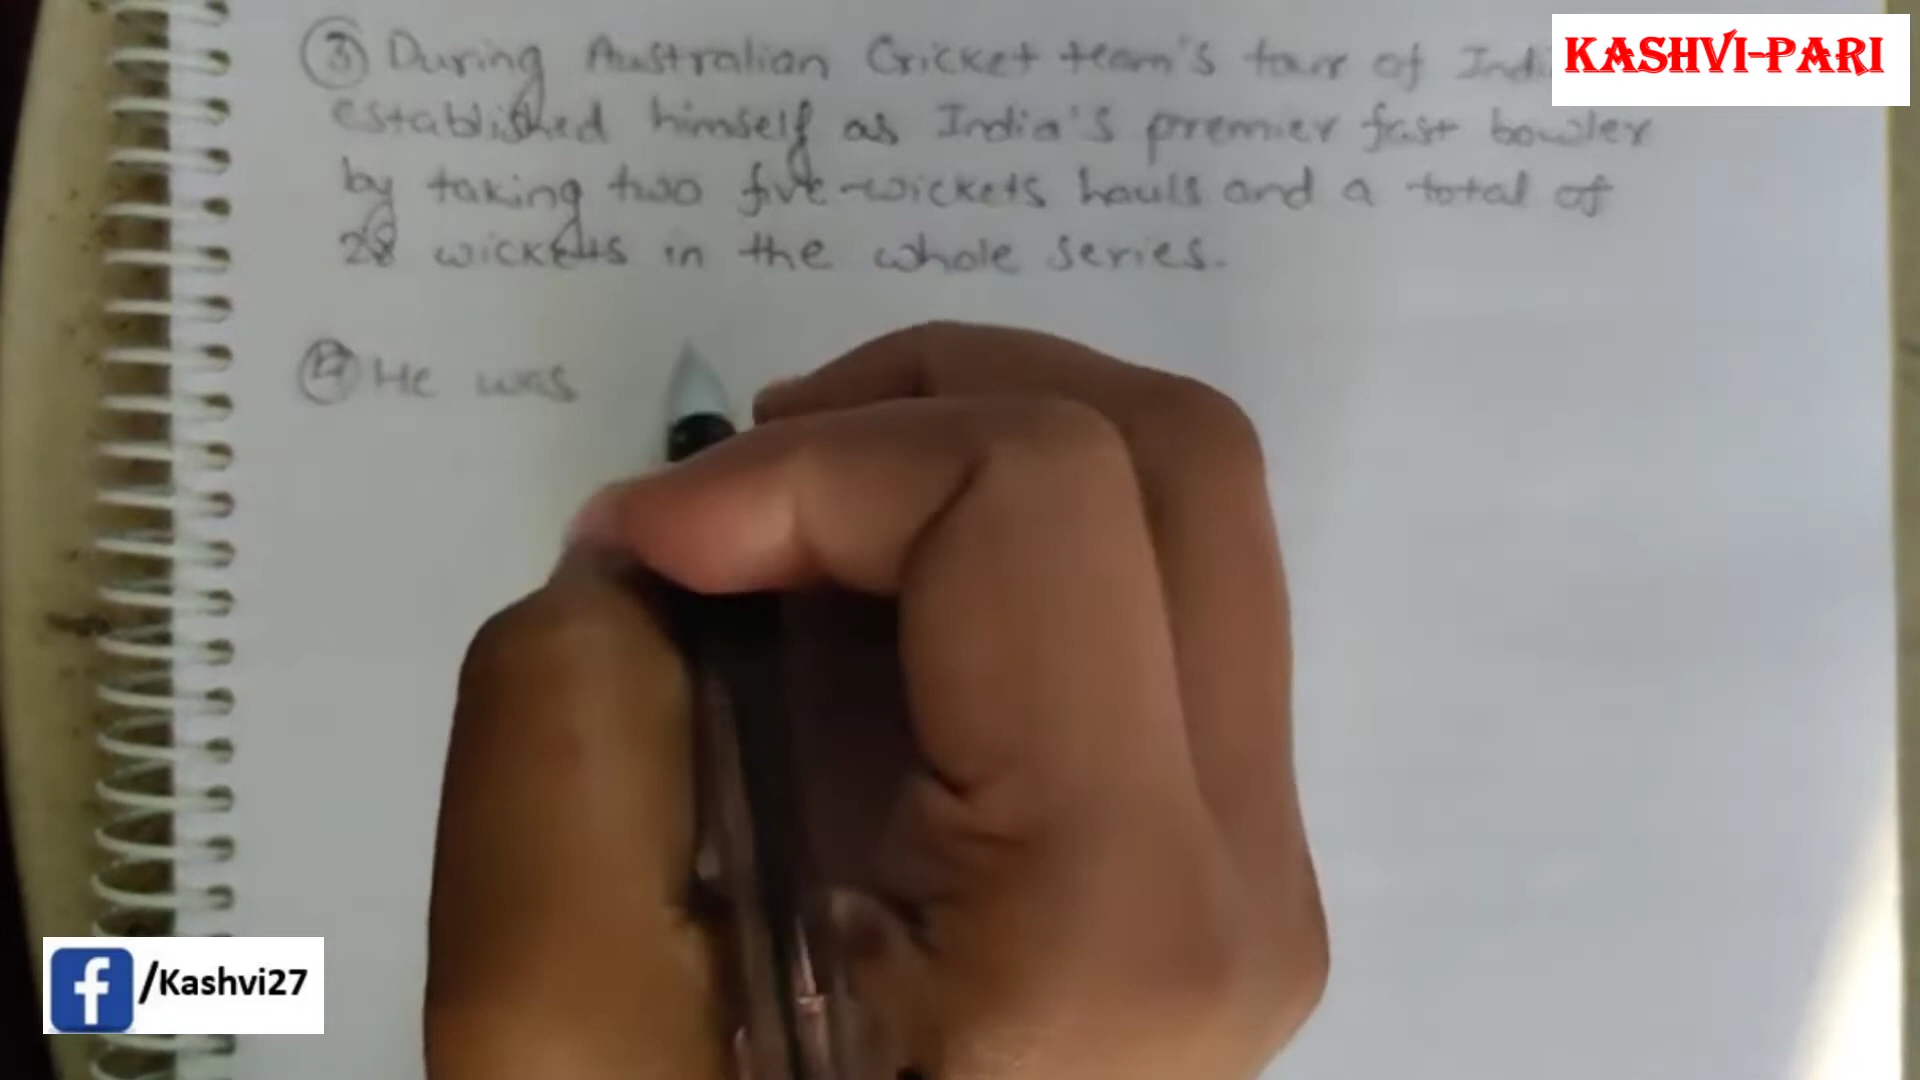 ③ During Australian Cricket team's tour of Indi
KASHVI-PARI
established himself as India's premier fast bowler
by taking two five-wickets hauls and a total of
28 wickets in the whole series.
He was
f/Kashvi27